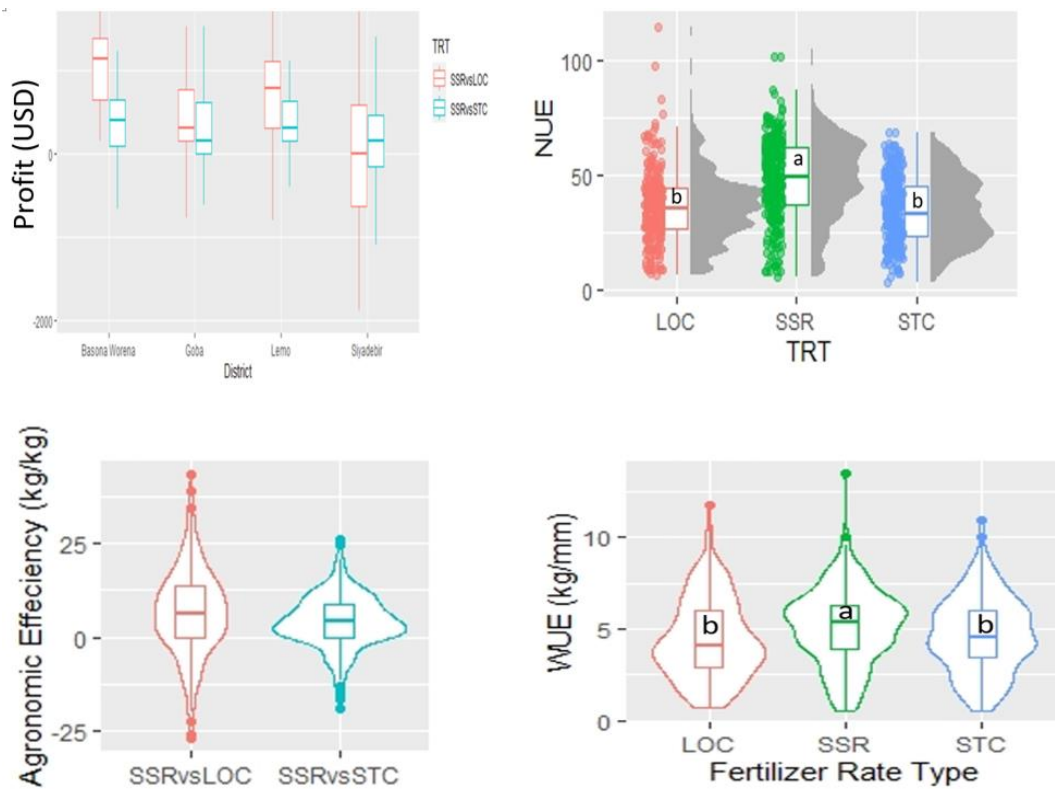 Profit (USD)
0
-2000
Basona Worena
Goba
Lemo
Siyadebir
District
TRT
SSRvsLOC
SSRvsSTC
NUE
100
50
0
b
a
b
LOC
SSR
STC
TRT
Agronomic Effeciency (kg/kg)
25
0
-25
SSRvsLOC
SSRvsSTC
WUE (kg/mm)
10
5
0
b
a
b
LOC
SSR
STC
Fertilizer Rate Type